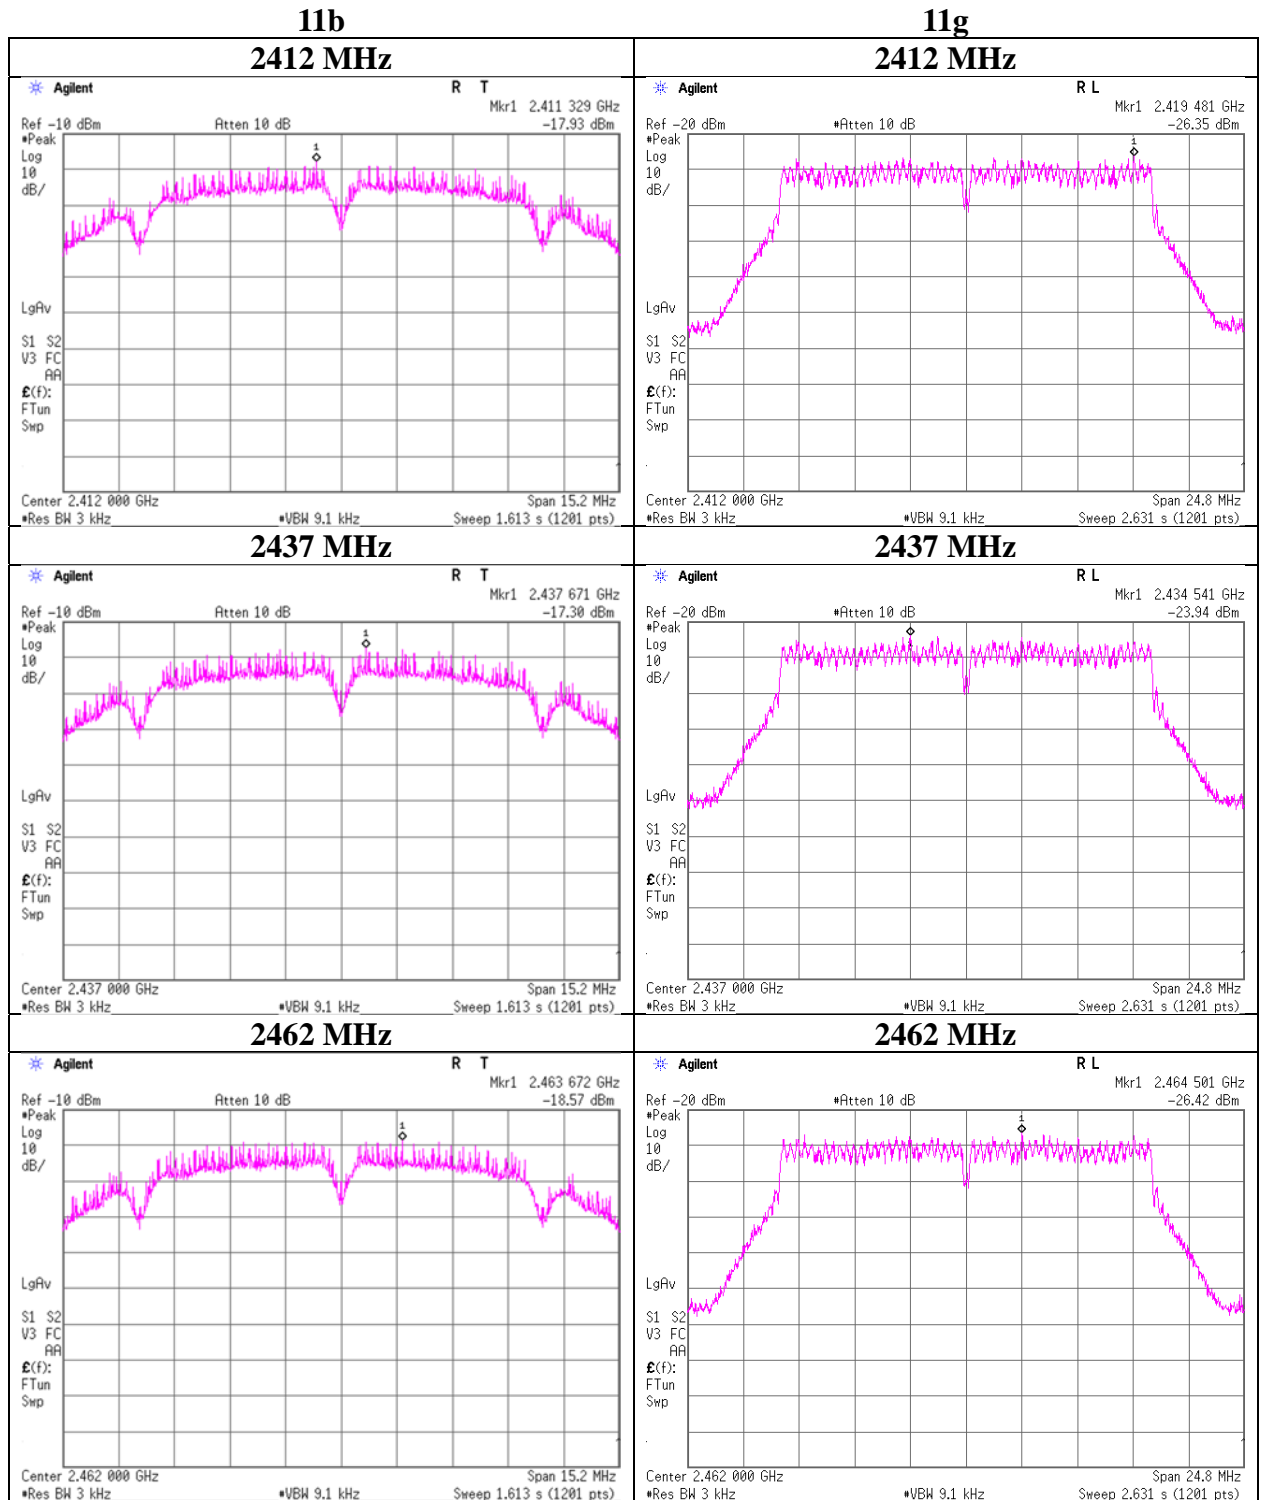 11b 11g
2412 MHz 2412 MHz
Agilent R T
Mkr1 2.411 329 GHz
Ref -10 dBm Atten 10 dB -17.93 dBm
#Peak
Log
10
dB/
1
LgAv
S1 S2
V3 FC
AA
£(f):
FTun
Swp
Center 2.412 000 GHz Span 15.2 MHz
#Res BW 3 kHz #VBW 9.1 kHz Sweep 1.613 s (1201 pts)
Agilent R L
Mkr1 2.419 481 GHz
Ref -20 dBm #Atten 10 dB -26.35 dBm
#Peak
Log
10
dB/
1
LgAv
S1 S2
V3 FC
AA
£(f):
FTun
Swp
Center 2.412 000 GHz Span 24.8 MHz
#Res BW 3 kHz #VBW 9.1 kHz Sweep 2.631 s (1201 pts)
2437 MHz 2437 MHz
Agilent R T
Mkr1 2.437 671 GHz
Ref -10 dBm Atten 10 dB -17.30 dBm
#Peak
Log
10
dB/
1
LgAv
S1 S2
V3 FC
AA
£(f):
FTun
Swp
Center 2.437 000 GHz Span 15.2 MHz
#Res BW 3 kHz #VBW 9.1 kHz Sweep 1.613 s (1201 pts)
Agilent R L
Mkr1 2.434 541 GHz
Ref -20 dBm #Atten 10 dB -23.94 dBm
#Peak
Log
10
dB/
LgAv
S1 S2
V3 FC
AA
£(f):
FTun
Swp
Center 2.437 000 GHz Span 24.8 MHz
#Res BW 3 kHz #VBW 9.1 kHz Sweep 2.631 s (1201 pts)
2462 MHz 2462 MHz
Agilent R T
Mkr1 2.463 672 GHz
Ref -10 dBm Atten 10 dB -18.57 dBm
#Peak
Log
10
dB/
1
LgAv
S1 S2
V3 FC
AA
£(f):
FTun
Swp
Center 2.462 000 GHz Span 15.2 MHz
#Res BW 3 kHz #VBW 9.1 kHz Sweep 1.613 s (1201 pts)
Agilent R L
Mkr1 2.464 501 GHz
Ref -20 dBm #Atten 10 dB -26.42 dBm
#Peak
Log
10
dB/
1
LgAv
S1 S2
V3 FC
AA
£(f):
FTun
Swp
Center 2.462 000 GHz Span 24.8 MHz
#Res BW 3 kHz #VBW 9.1 kHz Sweep 2.631 s (1201 pts)